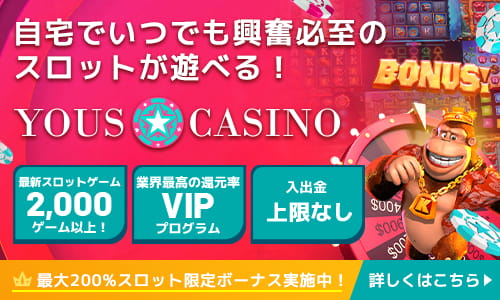 自宅でいつでも興奮必至の
スロットが遊べる！
BONUS!
YOUS CASINO
最新スロットゲーム
2,000
ゲーム以上！
業界最高の還元率
VIP
プログラム
入出金
上限なし
K
最大200%スロット限定ボーナス実施中！
詳しくはこちら